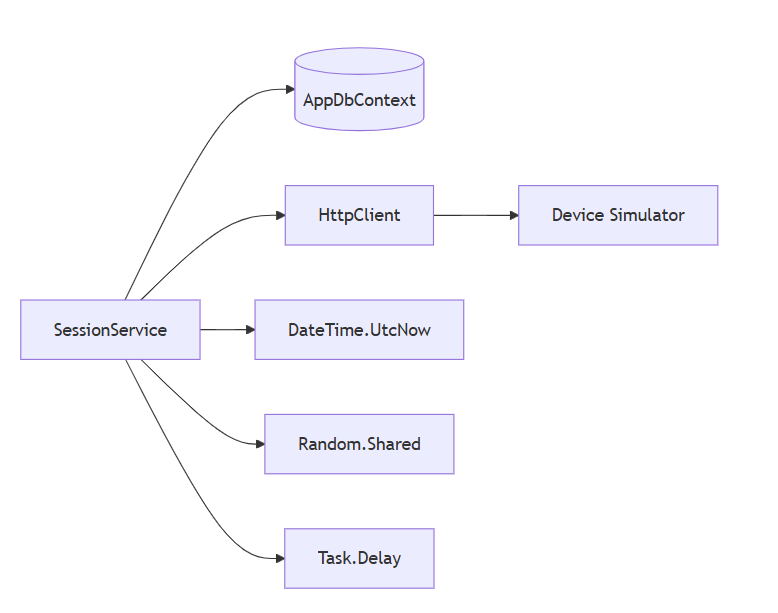 AppDbContext
HttpClient
Device Simulator
SessionService
DateTime.UtcNow
Random.Shared
Task.Delay